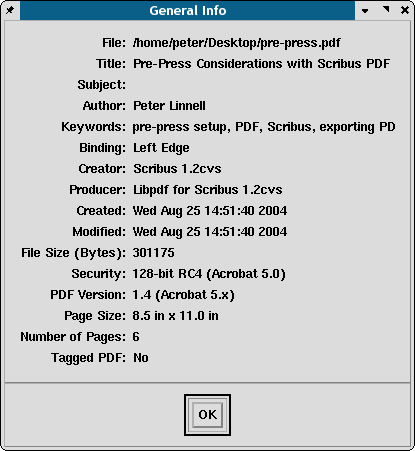 General Info
File: /home/peter/Desktop/pre-press.pdf
Title: Pre-Press Considerations with Scribus PDF
Subject:
Author: Peter Linnell
Keywords: pre-press setup, PDF, Scribus, exporting PD
Binding: Left Edge
Creator: Scribus 1.2cvs
Producer: Libpdf for Scribus 1.2cvs
Created: Wed Aug 25 14:51:40 2004
Modified: Wed Aug 25 14:51:40 2004
File Size (Bytes): 301175
Security: 128-bit RC4 (Acrobat 5.0)
PDF Version: 1.4 (Acrobat 5.x)
Page Size: 8.5 in x 11.0 in
Number of Pages: 6
Tagged PDF: No
OK